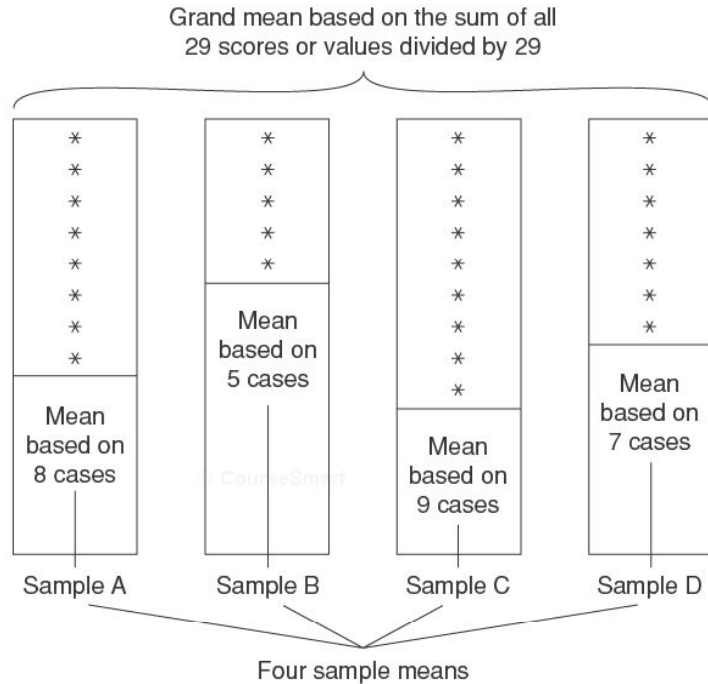 Grand mean based on the sum of all
29 scores or values divided by 29
Mean
based on
8 cases
Mean
based on
5 cases
Mean
based on
9 cases
Mean
based on
7 cases
© CourseSmart
Sample A
Sample B
Sample C
Sample D
Four sample means